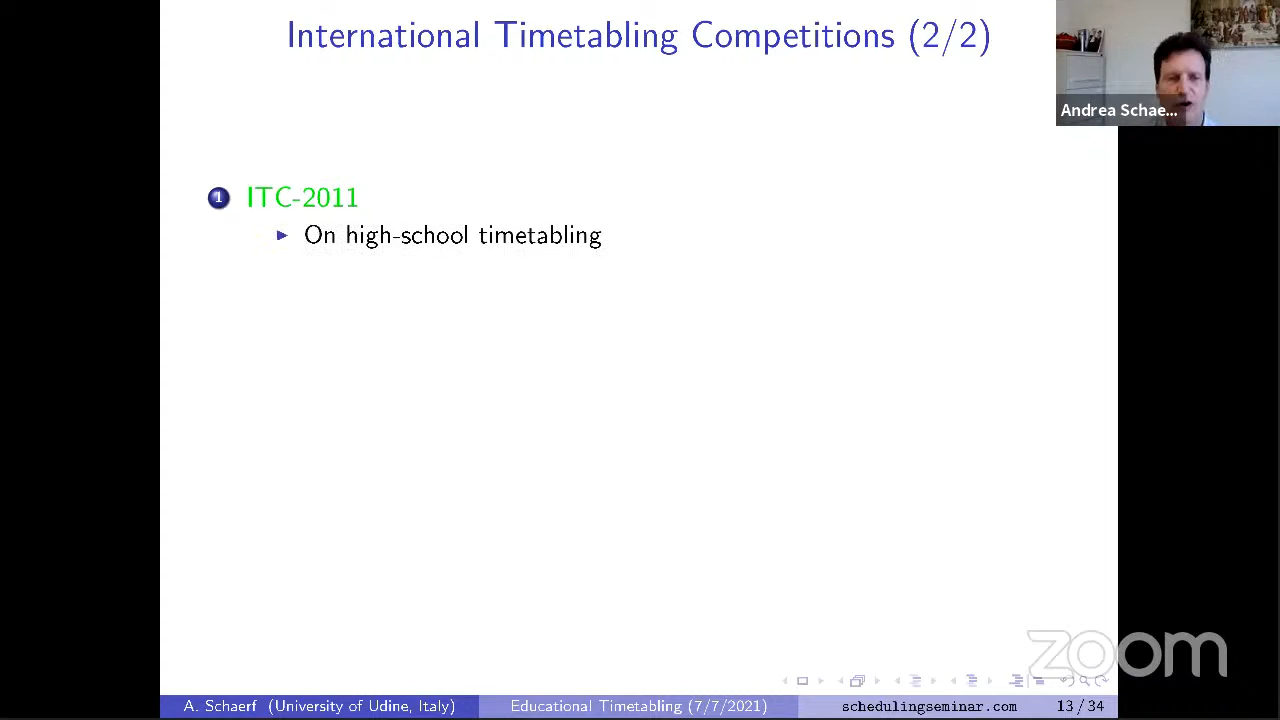 International Timetabling Competitions (2/2)
Andrea Schae...
1 ITC-2011
On high-school timetabling
zoom
A. Schaerf (University of Udine, Italy) Educational Timetabling (7/7/2021) schedulingseminar.com 13/34